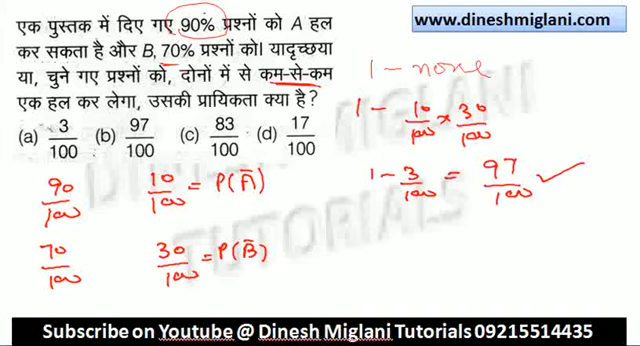 www.dineshmiglani.com
एक पुस्तक में दिए गए 90% प्रश्नों को A हल
कर सकता है और B, 70% प्रश्नों को। यादृच्छया
या, चुने गए प्रश्नों को, दोनों में से कम-से-कम
एक हल कर लेगा, उसकी प्रायिकता क्या है?
(a) 3/100 (b) 97/100 (c) 83/100 (d) 17/100
1 - none
1 - 10/100 × 30/100
1 - 3/100 = 97/100 ✓
90/100 10/100 = P(Ā)
70/100 30/100 = P(B̄)
DINESH MIGLANI
TUTORIALS
Subscribe on Youtube @ Dinesh Miglani Tutorials 09215514435